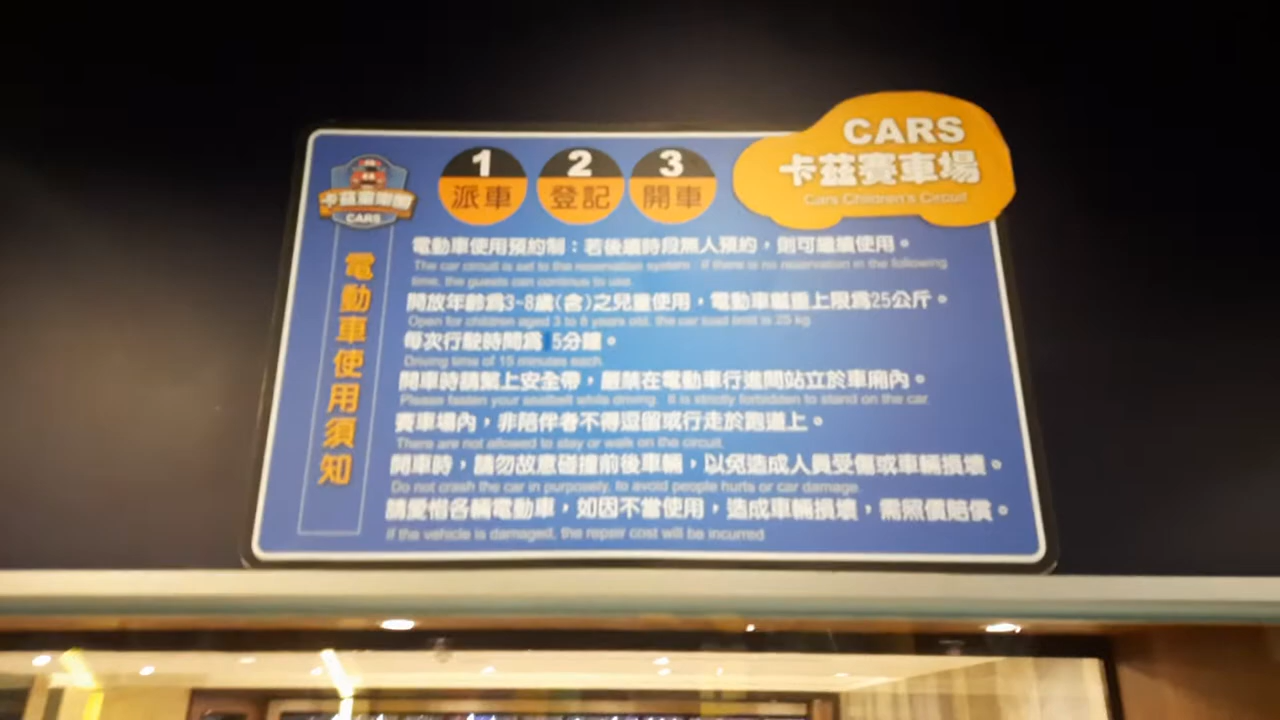 CARS
卡茲賽車場
Cars Children's Circuit
1 2 3
派車 登記 開車
CARS
電動車使用須知
電動車使用預約制：若後續時段無人預約，則可繼續使用。
The car circuit is set to the reservation system. If there is no reservation in the following
time, the guests can continue to use.
開放年齡為3~8歲(含)之兒童使用，電動車載重上限為25公斤。
Open for children aged 3 to 8 years old, the car load limit is 25 kg.
每次行駛時間為 5分鐘。
Driving time of 15 minutes each.
開車時請繫上安全帶，嚴禁在電動車行進間站立於車廂內。
Please fasten your seatbelt while driving. It is strictly forbidden to stand on the car.
賽車場內，非陪伴者不得逗留或行走於跑道上。
There are not allowed to stay or walk on the circuit.
開車時，請勿故意碰撞前後車輛，以免造成人員受傷或車輛損壞。
Do not crash the car in purposely, to avoid people hurts or car damage.
請愛惜各輛電動車，如因不當使用，造成車輛損壞，需照價賠償。
If the vehicle is damaged, the repair cost will be incurred